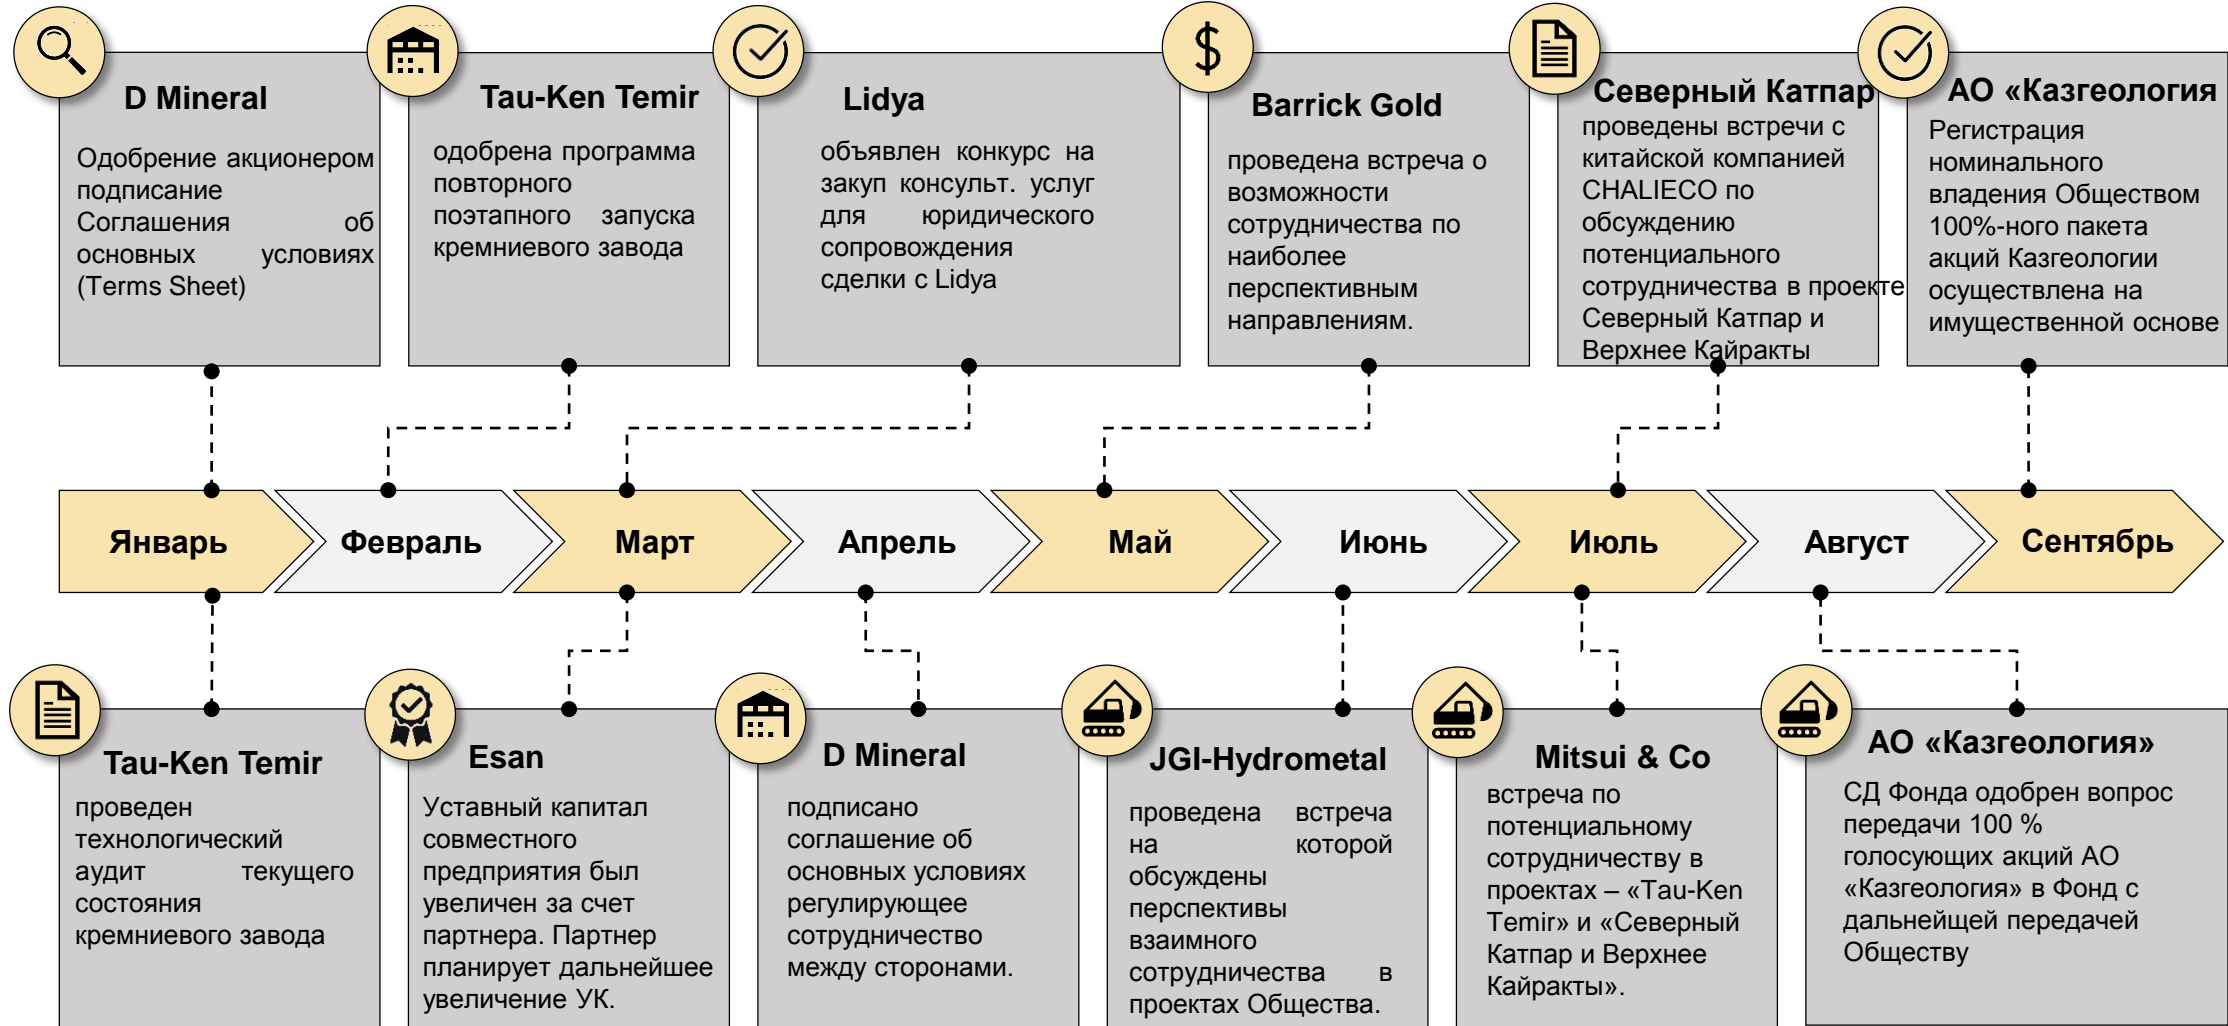 D Mineral
Одобрение акционером
подписание
Соглашения об
основных условиях
(Terms Sheet)
Tau-Ken Temir
одобрена программа
повторного
поэтапного запуска
кремниевого завода
Lidya
объявлен конкурс на
закуп консульт. услуг
для юридического
сопровождения
сделки с Lidya
Barrick Gold
проведена встреча о
возможности
сотрудничества по
наиболее
перспективным
направлениям.
Северный Катпар
проведены встречи с
китайской компанией
CHALIECO по
обсуждению
потенциального
сотрудничества в проекте
Северный Катпар и
Верхнее Кайракты
АО «Казгеология
Регистрация
номинального
владения Обществом
100%-ного пакета
акций Казгеологии
осуществлена на
имущественной основе
Январь
Февраль
Март
Апрель
Май
Июнь
Июль
Август
Сентябрь
Tau-Ken Temir
проведен
технологический
аудит текущего
состояния
кремниевого завода
Esan
Уставный капитал
совместного
предприятия был
увеличен за счет
партнера. Партнер
планирует дальнейшее
увеличение УК.
D Mineral
подписано
соглашение об
основных условиях
регулирующее
сотрудничество
между сторонами.
JGI-Hydrometal
проведена встреча
на которой
обсуждены
перспективы
взаимного
сотрудничества в
проектах Общества.
Mitsui & Co
встреча по
потенциальному
сотрудничеству в
проектах – «Tau-Ken
Temir» и «Северный
Катпар и Верхнее
Кайракты».
АО «Казгеология»
СД Фонда одобрен вопрос
передачи 100 %
голосующих акций АО
«Казгеология» в Фонд с
дальнейщей передачей
Обществу